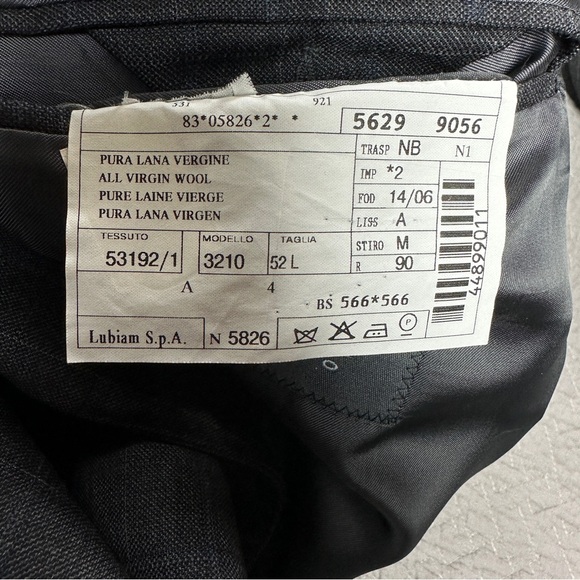 537 921
83*05826*2* *
5629 9056
PURA LANA VERGINE
ALL VIRGIN WOOL
PURE LAINE VIERGE
PURA LANA VIRGEN
TRASP NB N1
IMP *2
FOD 14/06
LISS A
STIRO M
R 90
TESSUTO MODELLO TAGLIA
53192/1 3210 52 L
A 4
BS 566*566
Lubiam S.p.A. N 5826
P
44899011